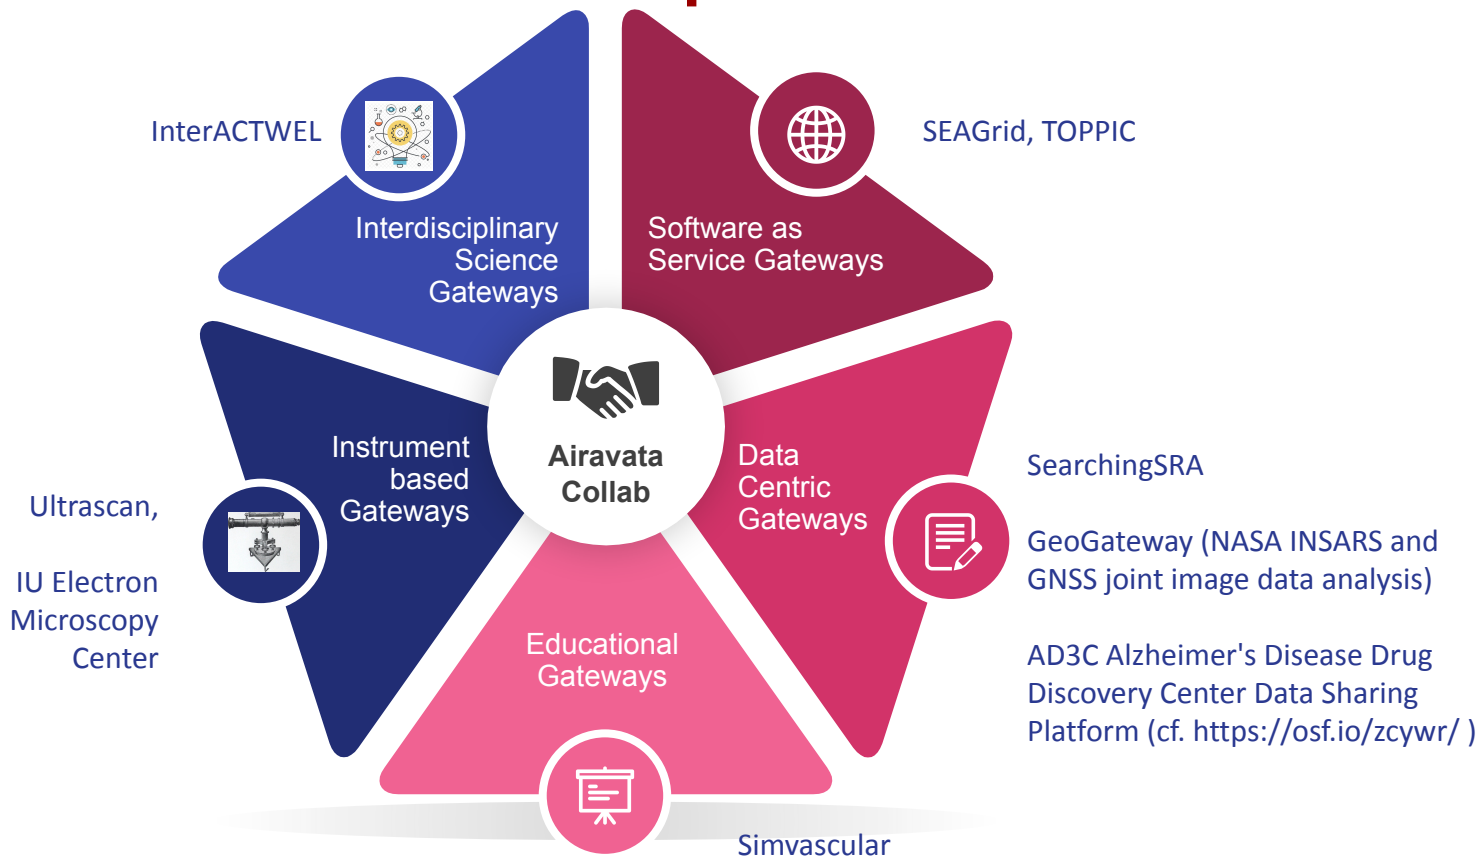 InterACTWEL
SEAGrid, TOPPIC
Interdisciplinary
Science
Gateways
Software as
Service Gateways
Instrument
based
Gateways
Airavata
Collab
Data
Centric
Gateways
Ultrascan,
IU Electron
Microscopy
Center
SearchingSRA
GeoGateway (NASA INSARS and
GNSS joint image data analysis)
AD3C Alzheimer's Disease Drug
Discovery Center Data Sharing
Platform (cf. https://osf.io/zcywr/ )
Educational
Gateways
Simvascular